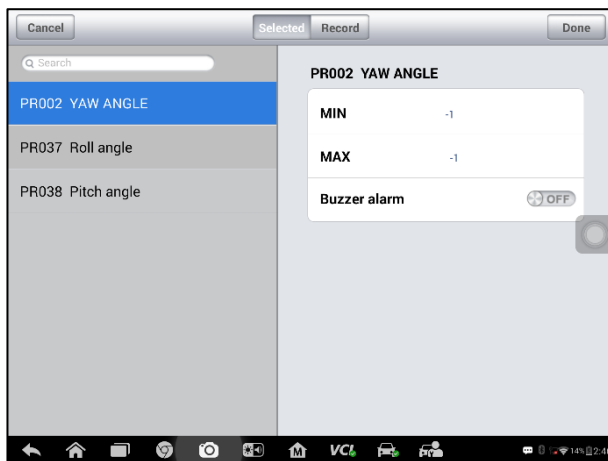 Cancel
Selected Record
Done
Search
PR002 YAW ANGLE
PR037 Roll angle
PR038 Pitch angle
PR002 YAW ANGLE
MIN -1
MAX -1
Buzzer alarm OFF
M VCI 14%